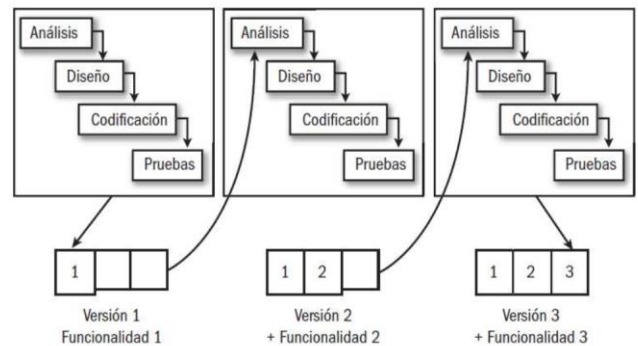 Análisis
Diseño
Codificación
Pruebas
Análisis
Diseño
Codificación
Pruebas
Análisis
Diseño
Codificación
Pruebas
1
1 2
1 2 3
Versión 1
Funcionalidad 1
Versión 2
+ Funcionalidad 2
Versión 3
+ Funcionalidad 3